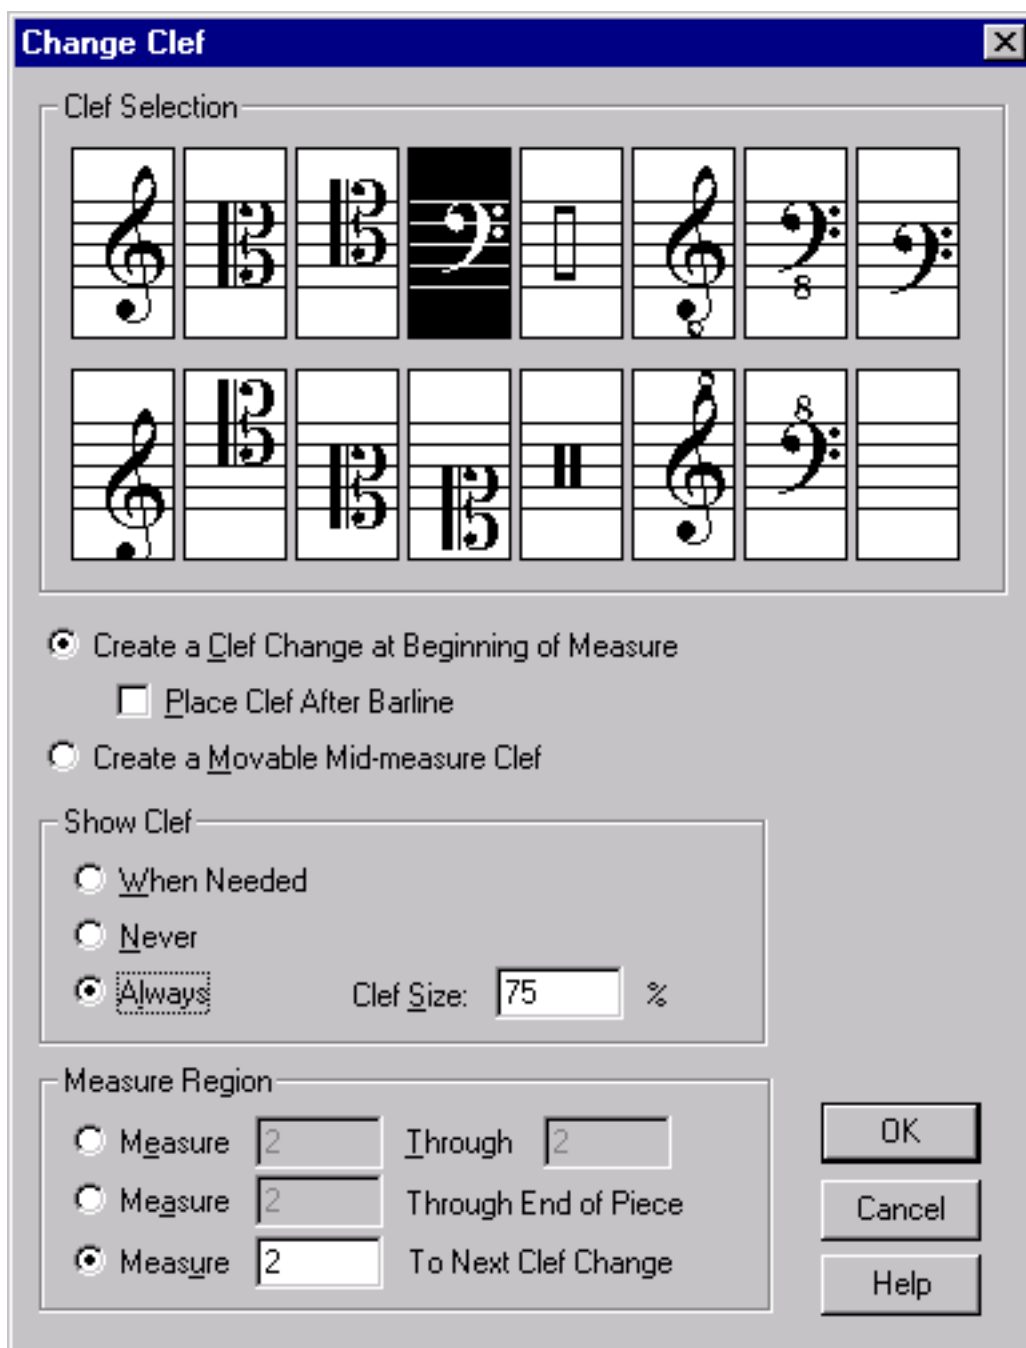 Change Clef
Clef Selection
8
8
Create a Clef Change at Beginning of Measure
Place Clef After Barline
Create a Movable Mid-measure Clef
Show Clef
When Needed
Never
Always Clef Size: 75 %
Measure Region
Measure 2 Through 2
Measure 2 Through End of Piece
Measure 2 To Next Clef Change
OK
Cancel
Help